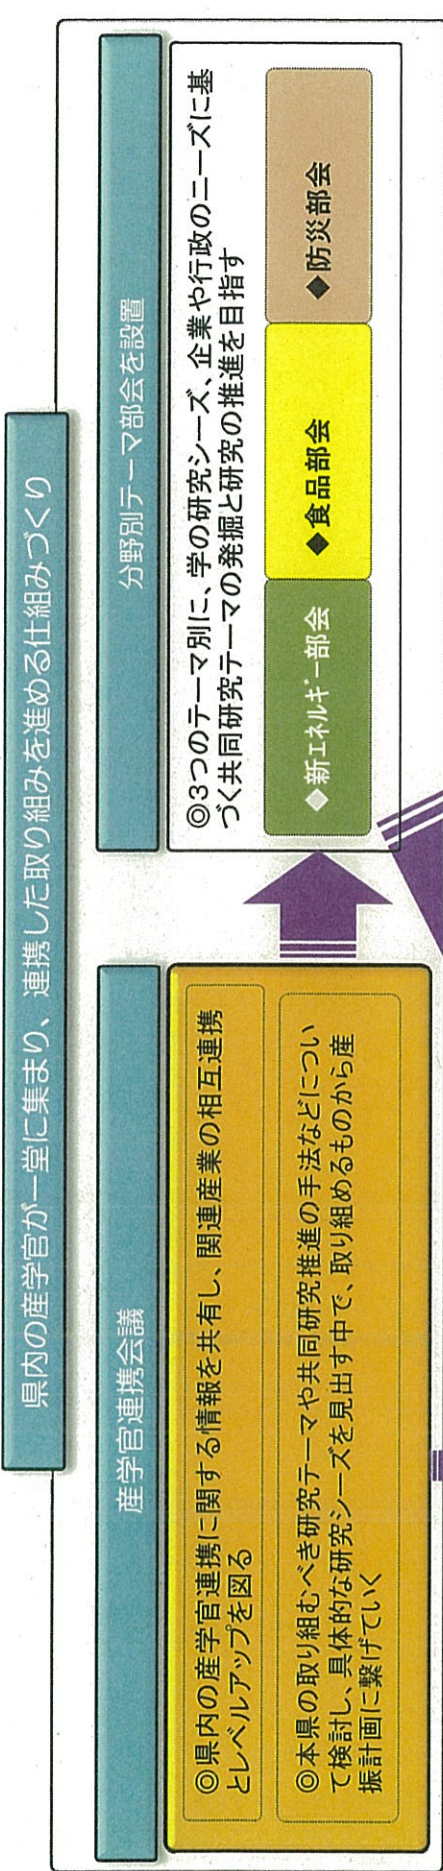 県内の産学官が一堂に集まり、連携した取り組みを進める仕組みづくり
産学官連携会議
◎県内の産学官連携に関する情報を共有し、関連産業の相互連携
とレベルアップを図る
◎本県の取り組むべき研究テーマや共同研究推進の手法などについ
て検討し、具体的な研究シーズを見出す中で、取り組めるものから産
振計画に繋げていく
分野別テーマ部会を設置
◎3つのテーマ別に、学の研究シーズ、企業や行政のニーズに基
づく共同研究テーマの発掘と研究の推進を目指す
◆新エネルギー部会
◆食品部会
◆防災部会